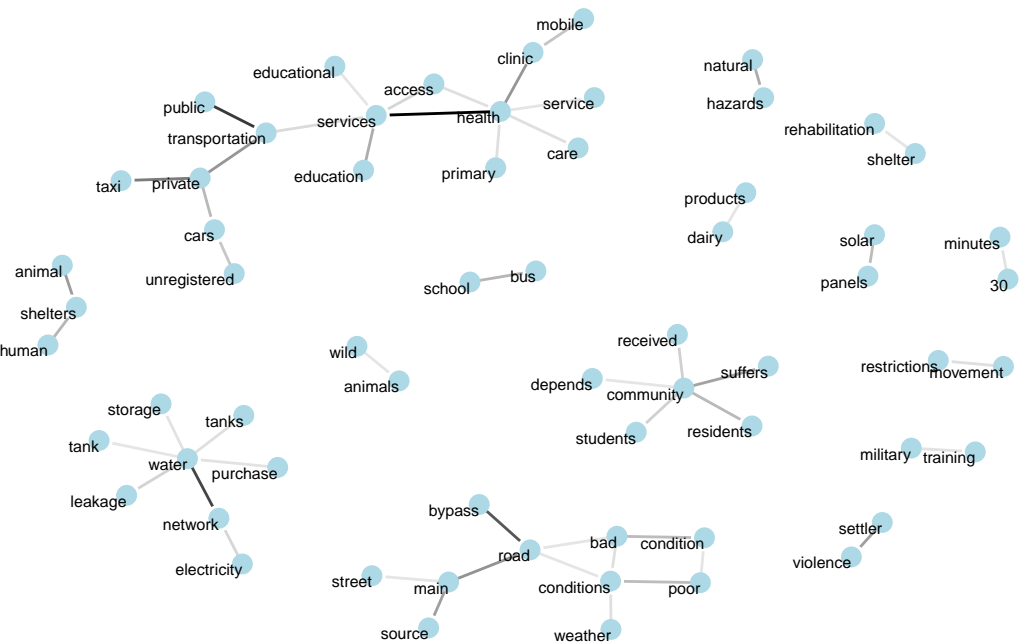 mobile
clinic
natural
educational
access
public
service
hazards
services
health
rehabilitation
transportation
care
shelter
education
primary
taxi
private
products
cars
dairy
solar
minutes
animal
unregistered
bus
school
panels
30
shelters
human
wild
received
restrictions
movement
suffers
animals
depends
community
storage
tanks
students
residents
tank
water
purchase
military
training
leakage
bypass
network
settler
road
bad
condition
violence
electricity
street
main
conditions
poor
source
weather